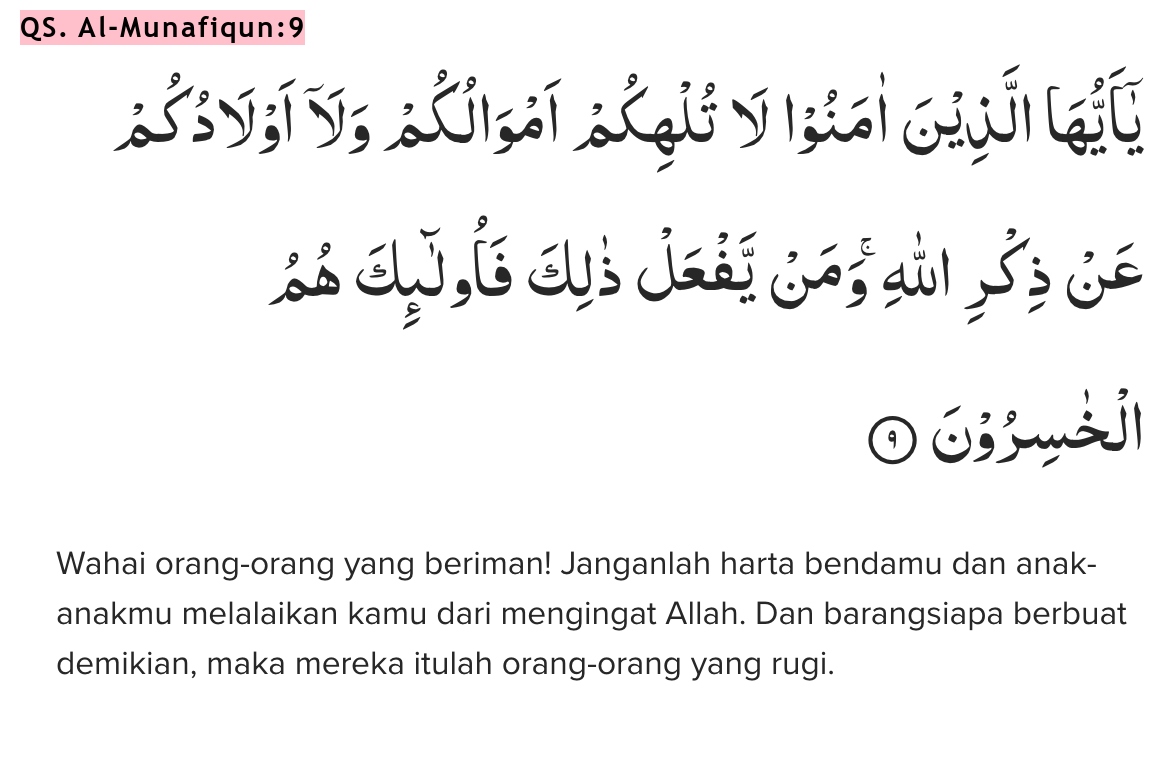 QS. Al-Munafiqun:9
يٰٓاَيُّهَا الَّذِيْنَ اٰمَنُوْا لَا تُلْهِكُمْ اَمْوَالُكُمْ وَلَآ اَوْلَادُكُمْ
عَنْ ذِكْرِ اللّٰهِ ۚوَمَنْ يَّفْعَلْ ذٰلِكَ فَاُولٰۤىِٕكَ هُمُ
الْخٰسِرُوْنَ ٩
Wahai orang-orang yang beriman! Janganlah harta bendamu dan anak-
anakmu melalaikan kamu dari mengingat Allah. Dan barangsiapa berbuat
demikian, maka mereka itulah orang-orang yang rugi.